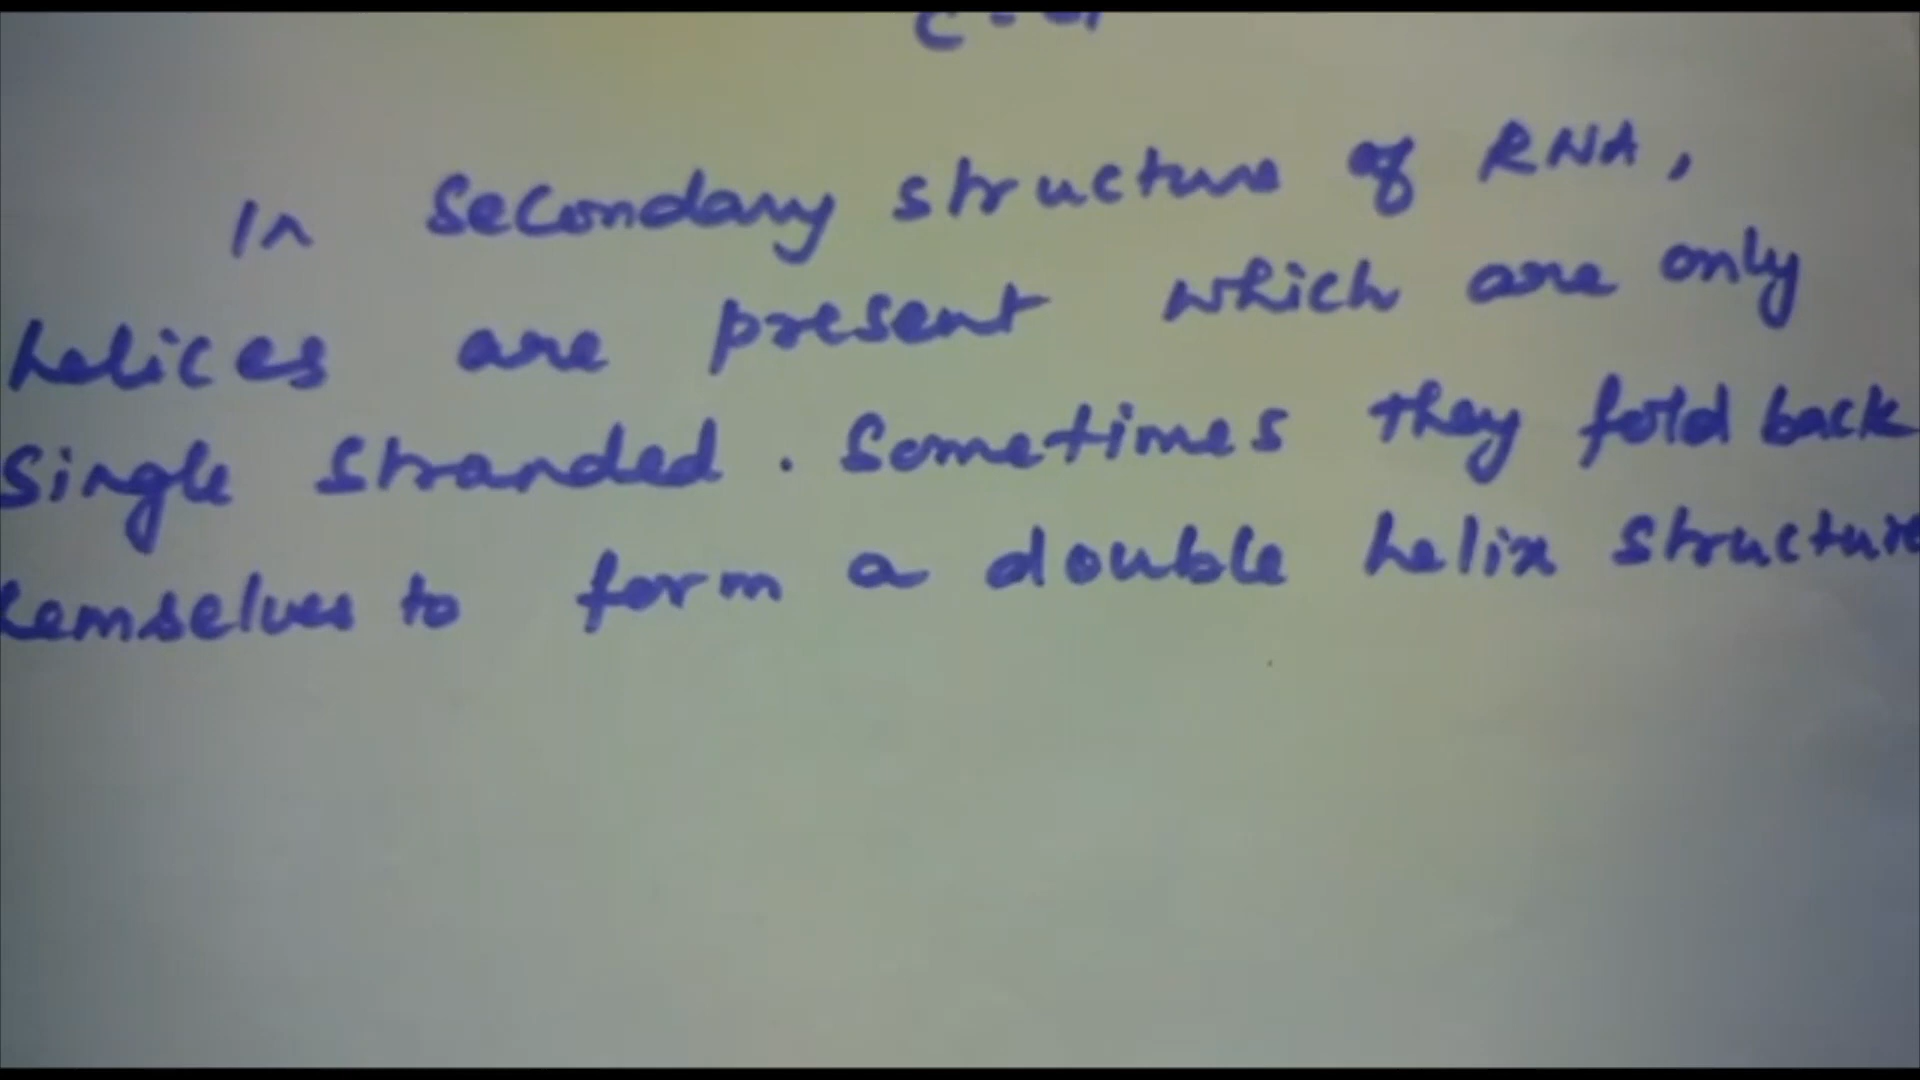 In Secondary structure of RNA,
helices are present which are only
Single stranded. Sometimes they fold back
hemselves to form a double helix structure